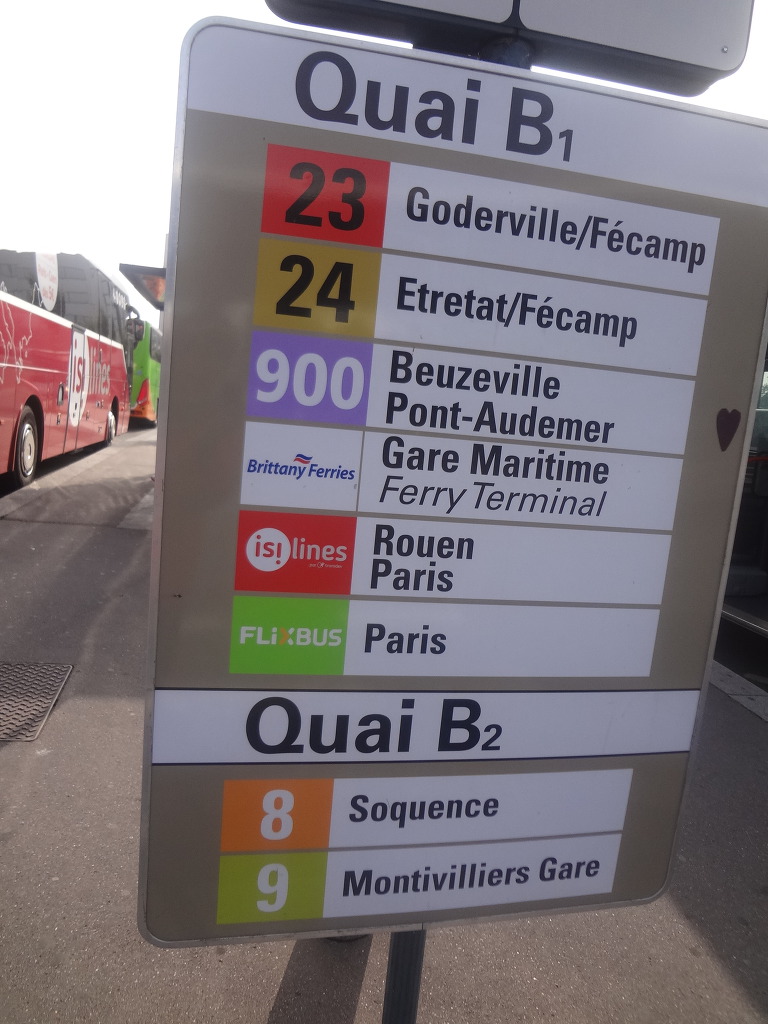 Quai B1
23 Goderville/Fécamp
24 Etretat/Fécamp
900 Beuzeville
Pont-Audemer
Brittany Ferries Gare Maritime
Ferry Terminal
isilines Rouen
Paris
FLiXBUS Paris
Quai B2
8 Soquence
9 Montivilliers Gare
isilines